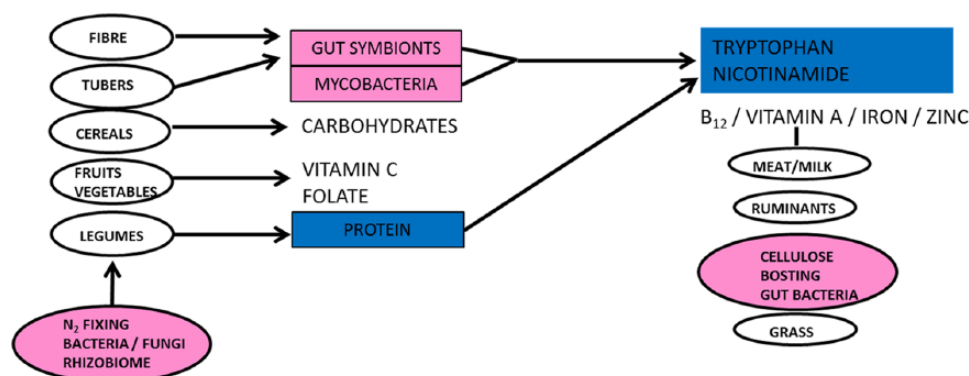 FIBRE
TUBERS
CEREALS
FRUITS
VEGETABLES
LEGUMES
N₂ FIXING
BACTERIA / FUNGI
RHIZOBIOME
GUT SYMBIONTS
MYCOBACTERIA
CARBOHYDRATES
VITAMIN C
FOLATE
PROTEIN
TRYPTOPHAN
NICOTINAMIDE
B₁₂ / VITAMIN A / IRON / ZINC
MEAT/MILK
RUMINANTS
CELLULOSE
BOSTING
GUT BACTERIA
GRASS